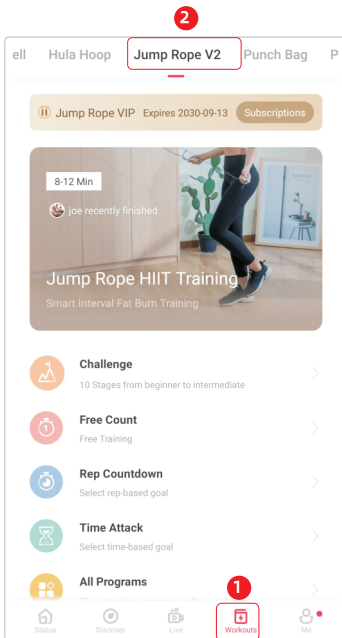 2
ell Hula Hoop Jump Rope V2 Punch Bag P
Jump Rope VIP Expires 2030-09-13 Subscriptions
8-12 Min
joe recently finished
Jump Rope HIIT Training
Smart Interval Fat Burn Training
Challenge
10 Stages from beginner to intermediate
Free Count
Free Training
Rep Countdown
Select rep-based goal
Time Attack
Select time-based goal
All Programs
1
Status Discover Live Workouts Me